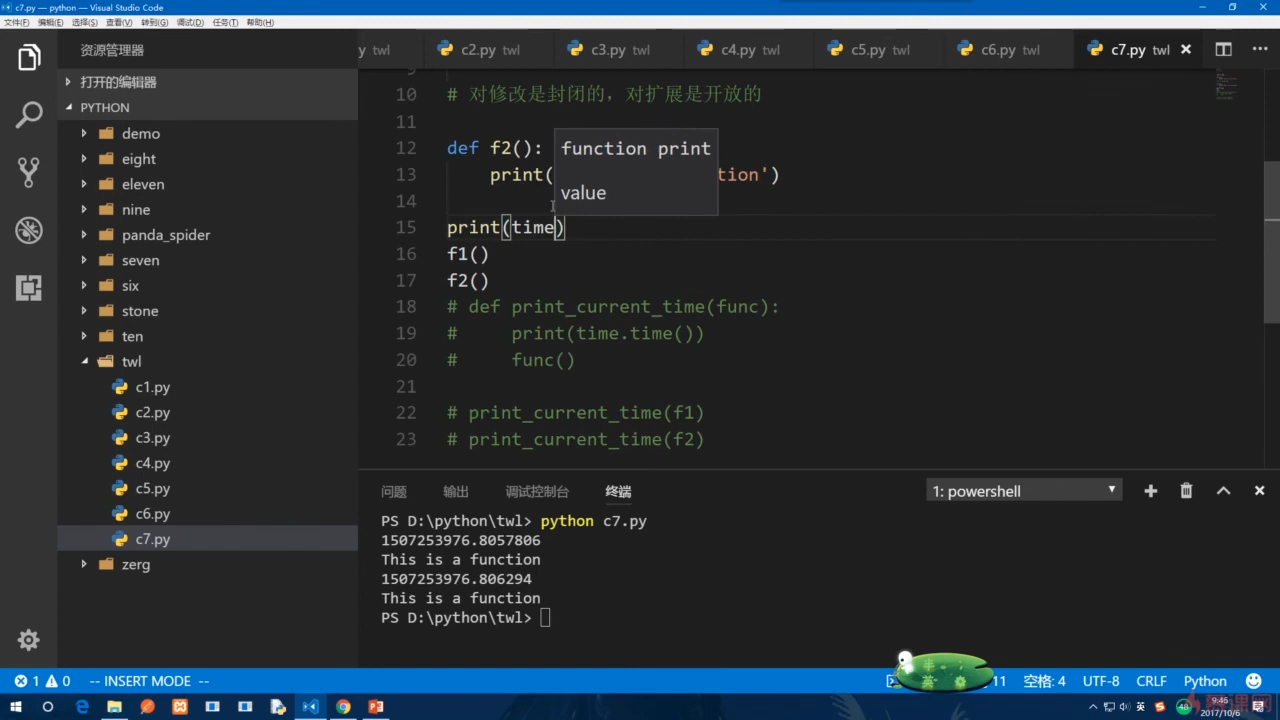 c7.py — python — Visual Studio Code
文件(F) 编辑(E) 选择(S) 查看(V) 转到(G) 调试(D) 任务(T) 帮助(H)
资源管理器
打开的编辑器
PYTHON
demo
eight
eleven
nine
panda_spider
seven
six
stone
ten
twl
c1.py
c2.py
c3.py
c4.py
c5.py
c6.py
c7.py
zerg
y twl c2.py twl c3.py twl c4.py twl c5.py twl c6.py twl c7.py twl
10 # 对修改是封闭的，对扩展是开放的
11
12 def f2():
13 print( tion')
function print
value
14
15 print(time)
16 f1()
17 f2()
18 # def print_current_time(func):
19 # print(time.time())
20 # func()
21
22 # print_current_time(f1)
23 # print_current_time(f2)
问题 输出 调试控制台 终端 1: powershell
PS D:\python\twl> python c7.py
1507253976.8057806
This is a function
1507253976.806294
This is a function
PS D:\python\twl>
1 0 -- INSERT MODE -- 11 空格: 4 UTF-8 CRLF Python
半
英
英 48 9:46
2017/10/6
慕课网